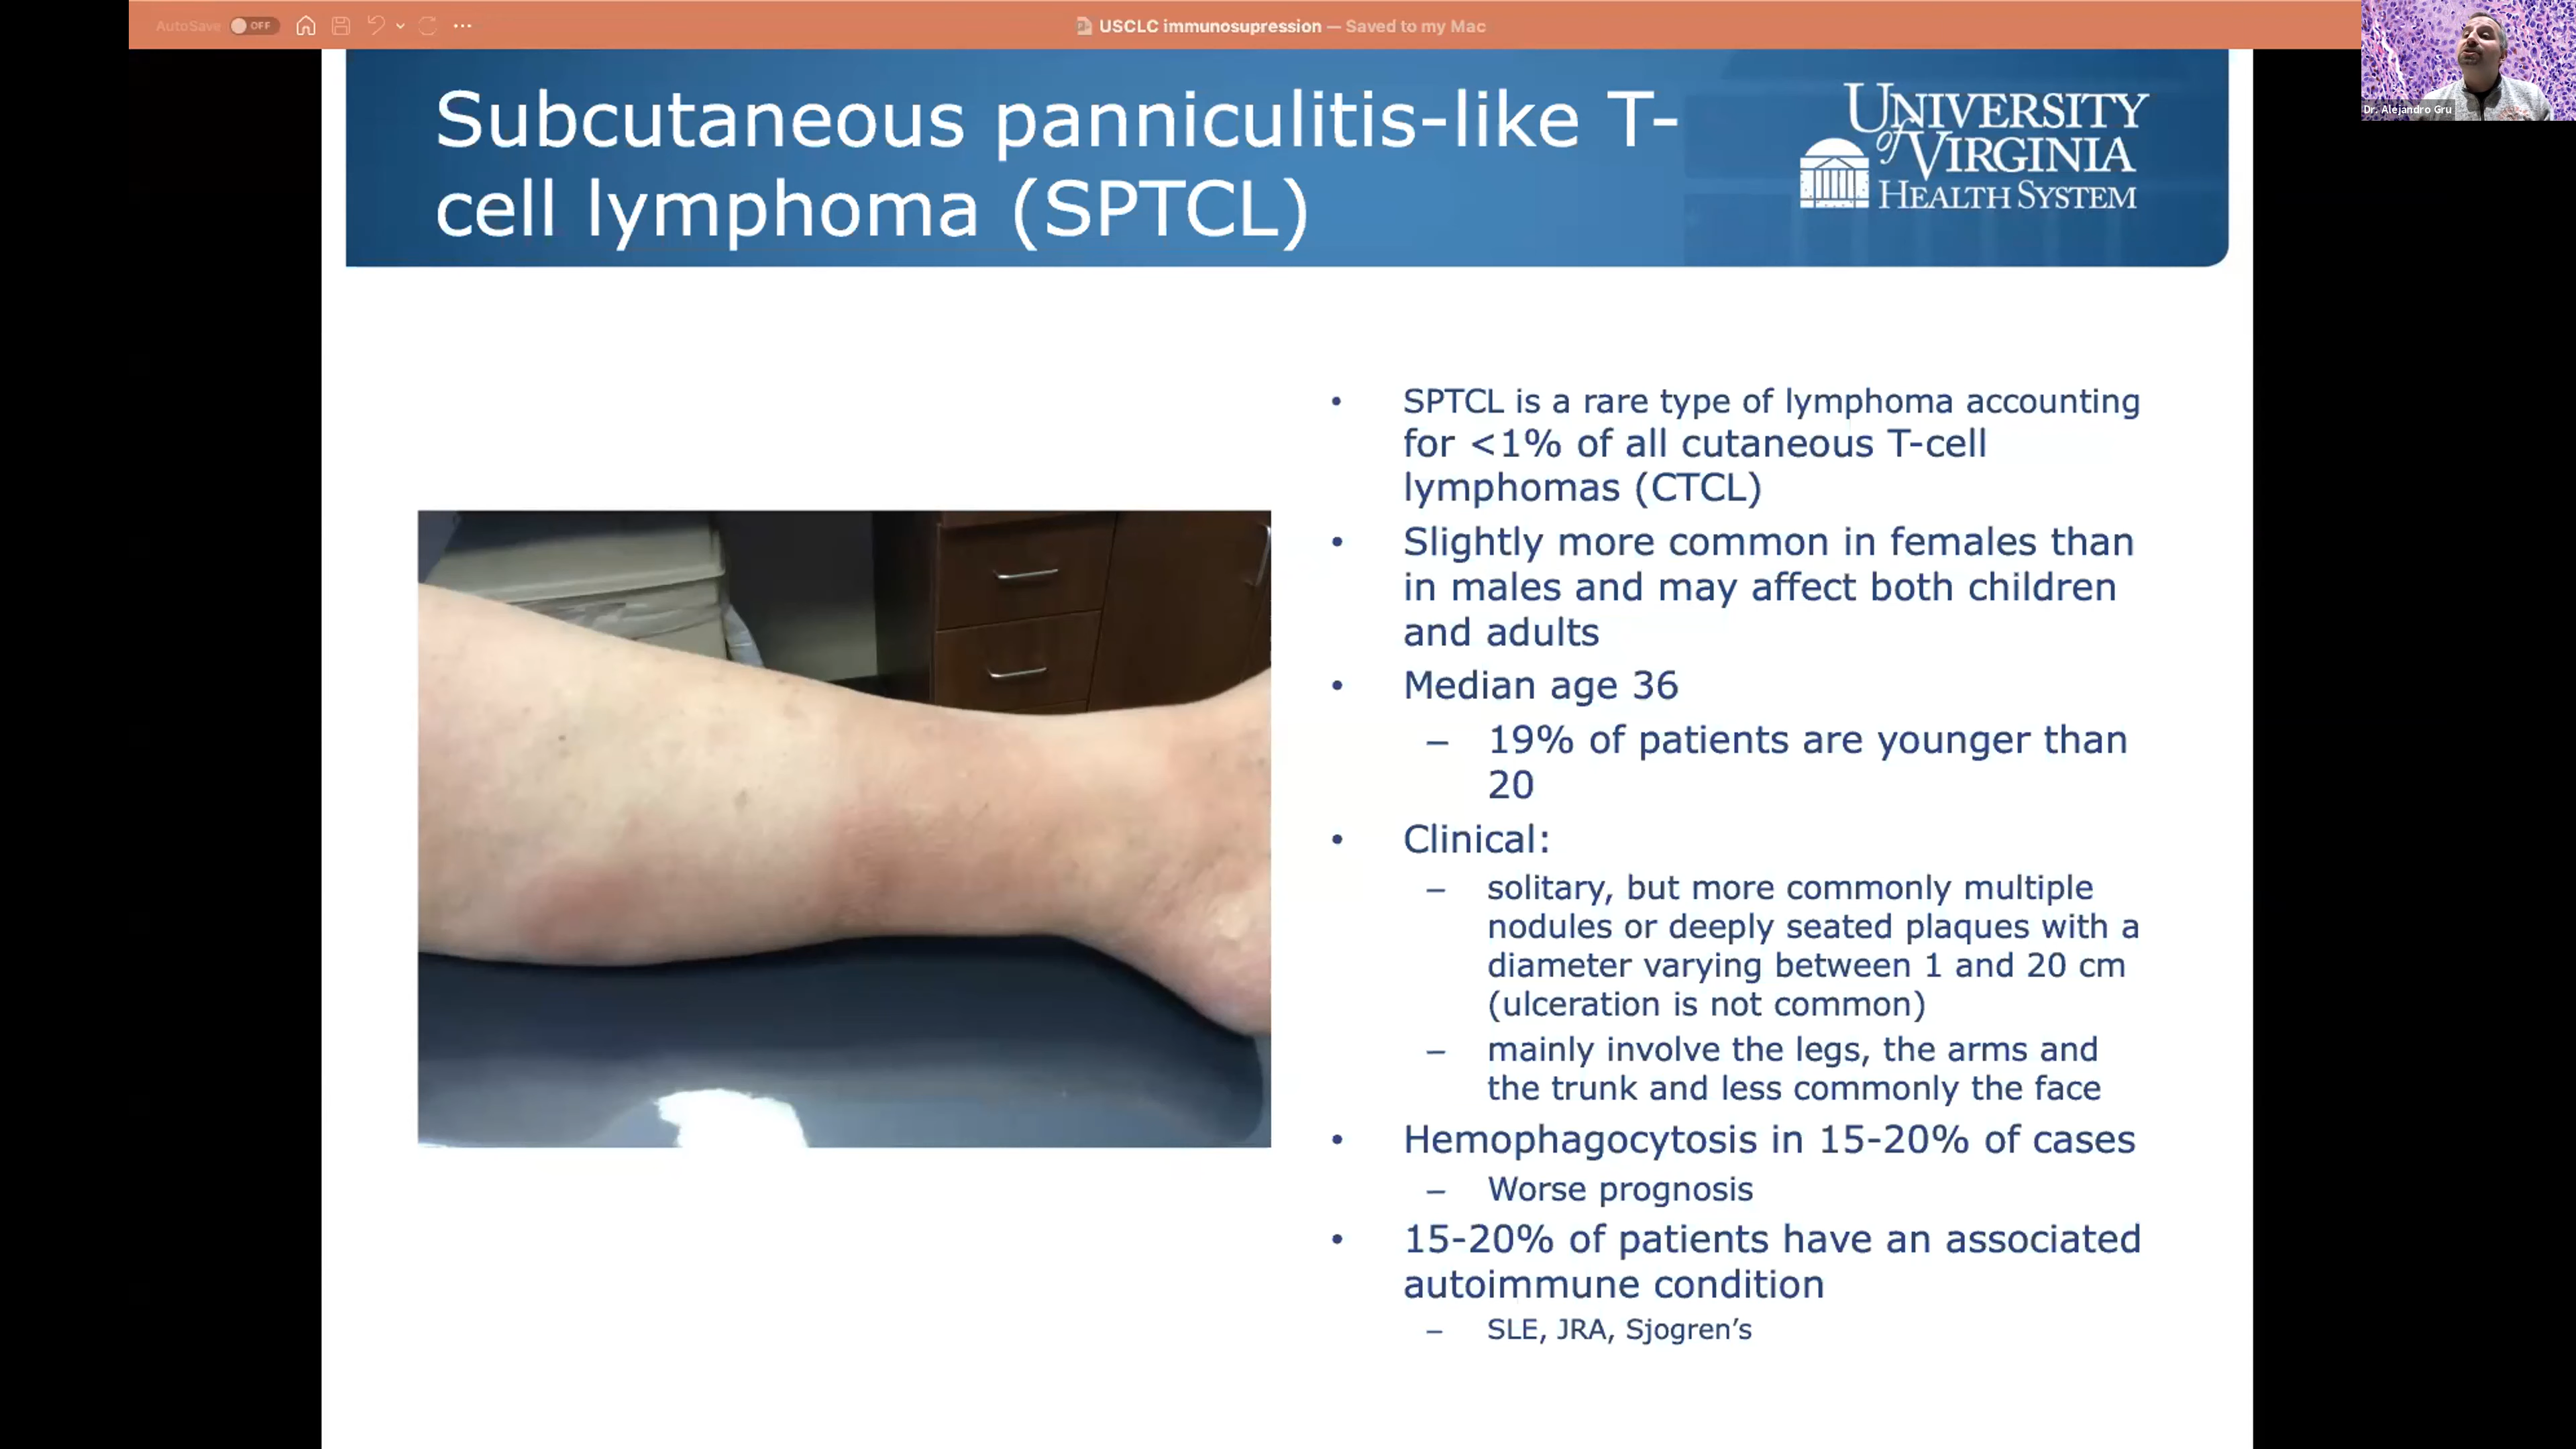 AutoSave OFF
USCLC immunosupression — Saved to my Mac
Dr. Alejandro Gru
Subcutaneous panniculitis-like T-
cell lymphoma (SPTCL)
UNIVERSITY
of VIRGINIA
HEALTH SYSTEM
• SPTCL is a rare type of lymphoma accounting
for <1% of all cutaneous T-cell
lymphomas (CTCL)
• Slightly more common in females than
in males and may affect both children
and adults
• Median age 36
– 19% of patients are younger than
20
• Clinical:
– solitary, but more commonly multiple
nodules or deeply seated plaques with a
diameter varying between 1 and 20 cm
(ulceration is not common)
– mainly involve the legs, the arms and
the trunk and less commonly the face
• Hemophagocytosis in 15-20% of cases
– Worse prognosis
• 15-20% of patients have an associated
autoimmune condition
– SLE, JRA, Sjogren’s